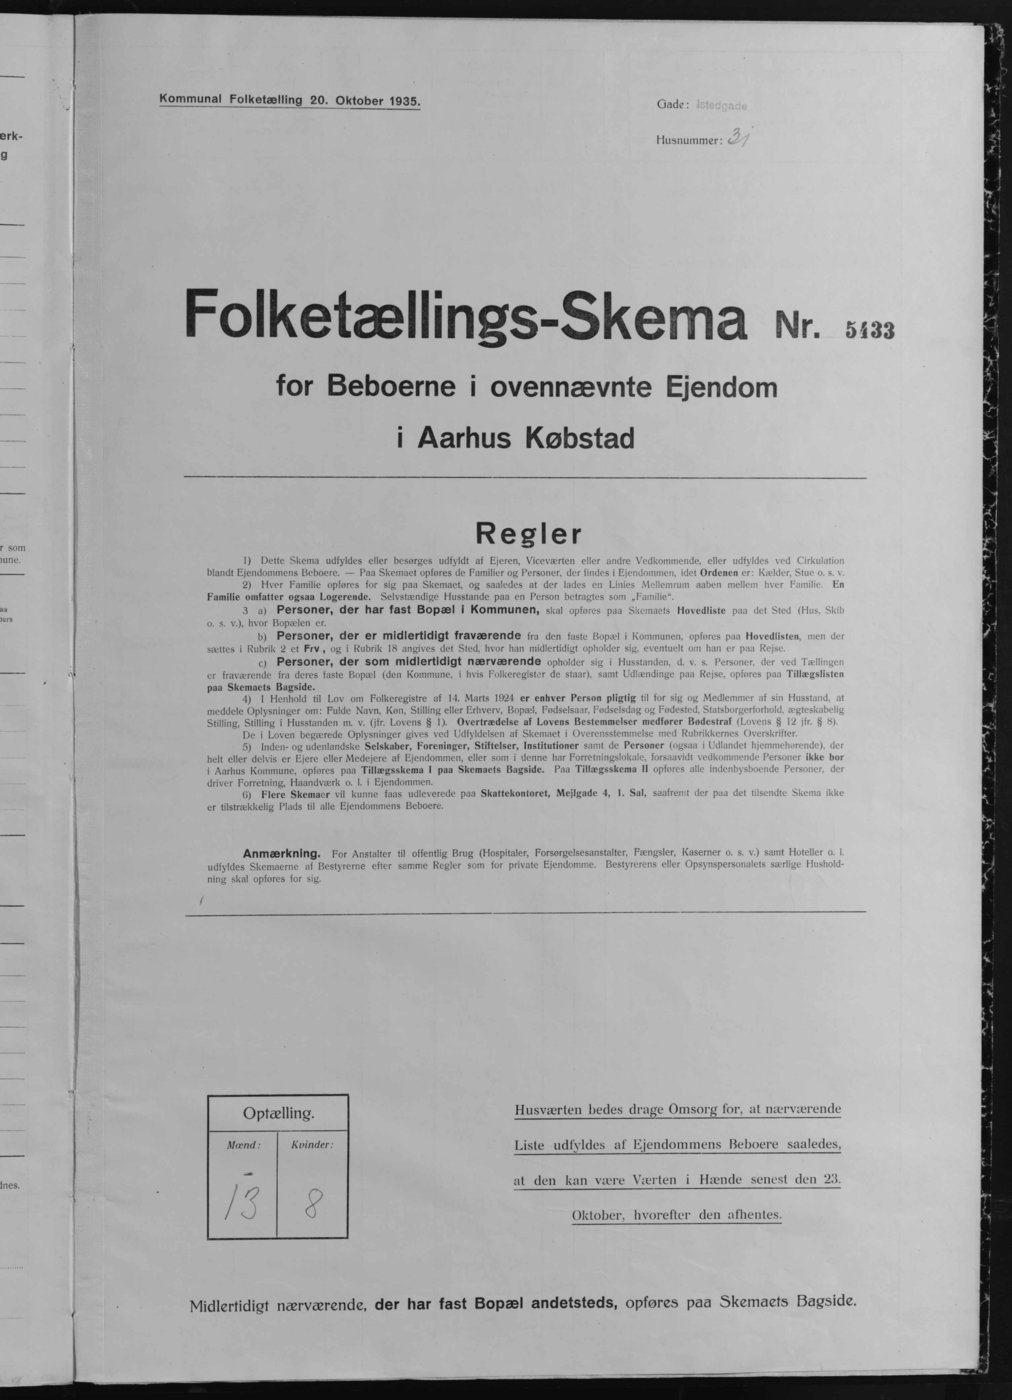 Kommunal Folketælling 20. Oktober 1935.
Gade: Istedgade
Husnummer: 31
Folketællings-Skema Nr. 5433
for Beboerne i ovennævnte Ejendom
i Aarhus Købstad
Regler
1) Dette Skema udfyldes eller besørges udfyldt af Ejeren, Viceværten eller andre Vedkommende, eller udfyldes ved Cirkulation
blandt Ejendommens Beboere. — Paa Skemaet opføres de Familier og Personer, der findes i Ejendommen, idet Ordenen er: Kælder, Stue o. s. v.
2) Hver Familie opføres for sig paa Skemaet, og saaledes at der lades en Linies Mellemrum aaben mellem hver Familie. En
Familie omfatter ogsaa Logerende. Selvstændige Husstande paa en Person betragtes som „Familie“.
3 a) Personer, der har fast Bopæl i Kommunen, skal opføres paa Skemaets Hovedliste paa det Sted (Hus, Skib
o. s. v.), hvor Bopælen er.
b) Personer, der er midlertidigt fraværende fra den faste Bopæl i Kommunen, opføres paa Hovedlisten, men der
sættes i Rubrik 2 et Frv., og i Rubrik 18 angives det Sted, hvor han midlertidigt opholder sig, eventuelt om han er paa Rejse.
c) Personer, der som midlertidigt nærværende opholder sig i Husstanden, d. v. s. Personer, der ved Tællingen
er fraværende fra deres faste Bopæl (den Kommune, i hvis Folkeregister de staar), samt Udlændinge paa Rejse, opføres paa Tillægslisten
paa Skemaets Bagside.
4) I Henhold til Lov om Folkeregistre af 14. Marts 1924 er enhver Person pligtig til for sig og Medlemmer af sin Husstand, at
meddele Oplysninger om: Fulde Navn, Køn, Stilling eller Erhverv, Bopæl, Fødselsaar, Fødselsdag og Fødested, Statsborgerforhold, ægteskabelig
Stilling, Stilling i Husstanden m. v. (jfr. Lovens § 1). Overtrædelse af Lovens Bestemmelser medfører Bødestraf (Lovens § 12 jfr. § 8).
De i Loven begærede Oplysninger gives ved Udfyldelsen af Skemaet i Overensstemmelse med Rubrikkernes Overskrifter.
5) Inden- og udenlandske Selskaber, Foreninger, Stiftelser, Institutioner samt de Personer (ogsaa i Udlandet hjemmehørende), der
helt eller delvis er Ejere eller Medejere af Ejendommen, eller som i denne har Forretningslokale, forsaavidt vedkommende Personer ikke bor
i Aarhus Kommune, opføres paa Tillægsskema I paa Skemaets Bagside. Paa Tillægsskema II opføres alle indenbysboende Personer, der
driver Forretning, Haandværk o. l. i Ejendommen.
6) Flere Skemaer vil kunne faas udleverede paa Skattekontoret, Mejlgade 4, 1. Sal, saafremt der paa det tilsendte Skema ikke
er tilstrækkelig Plads til alle Ejendommens Beboere.
Anmærkning. For Anstalter til offentlig Brug (Hospitaler, Forsørgelsesanstalter, Fængsler, Kaserner o. s. v.) samt Hoteller o. l.
udfyldes Skemaerne af Bestyrerne efter samme Regler som for private Ejendomme. Bestyrerens eller Opsynspersonalets særlige Hushold-
ning skal opføres for sig.
Optælling.
Mænd: Kvinder:
13 8
Husværten bedes drage Omsorg for, at nærværende
Liste udfyldes af Ejendommens Beboere saaledes,
at den kan være Værten i Hænde senest den 23.
Oktober, hvorefter den afhentes.
Midlertidigt nærværende, der har fast Bopæl andetsteds, opføres paa Skemaets Bagside.